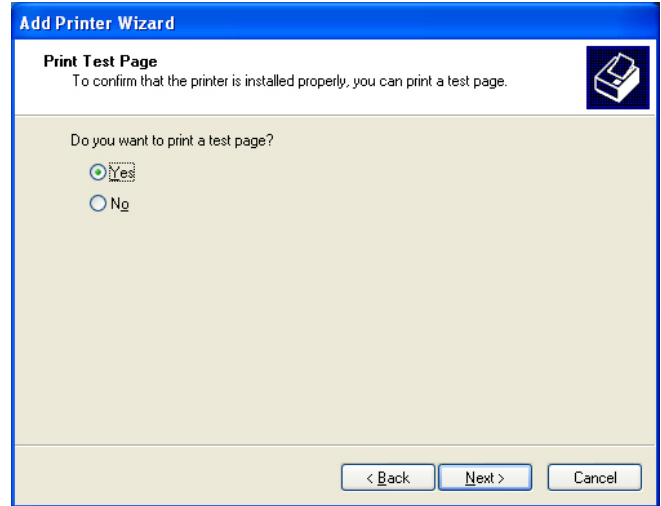 Add Printer Wizard
Print Test Page
To confirm that the printer is installed properly, you can print a test page.
Do you want to print a test page?
Yes
No
< Back
Next >
Cancel